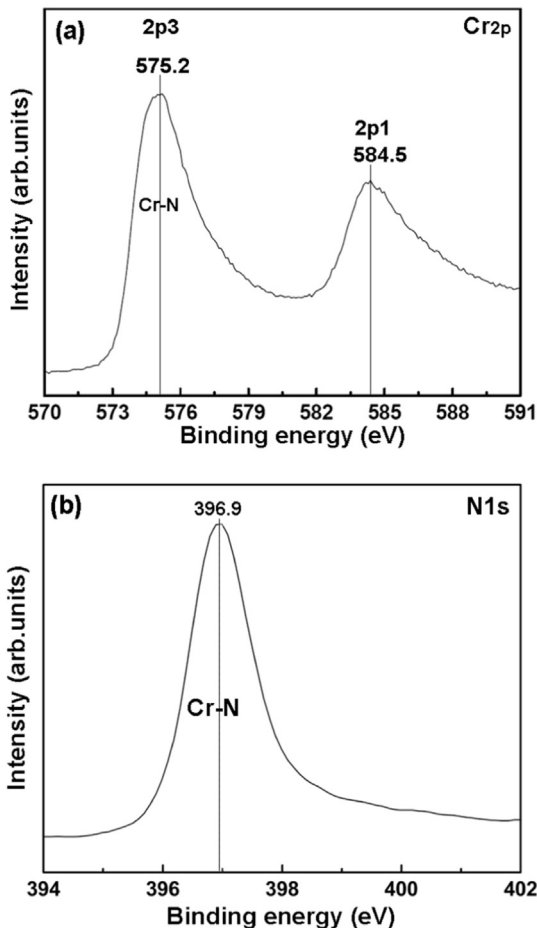 (a)
2p3
Cr2p
575.2
2p1
584.5
Cr-N
Intensity (arb.units)
570 573 576 579 582 585 588 591
Binding energy (eV)
(b)
396.9
N1s
Cr-N
Intensity (arb.units)
394 396 398 400 402
Binding energy (eV)